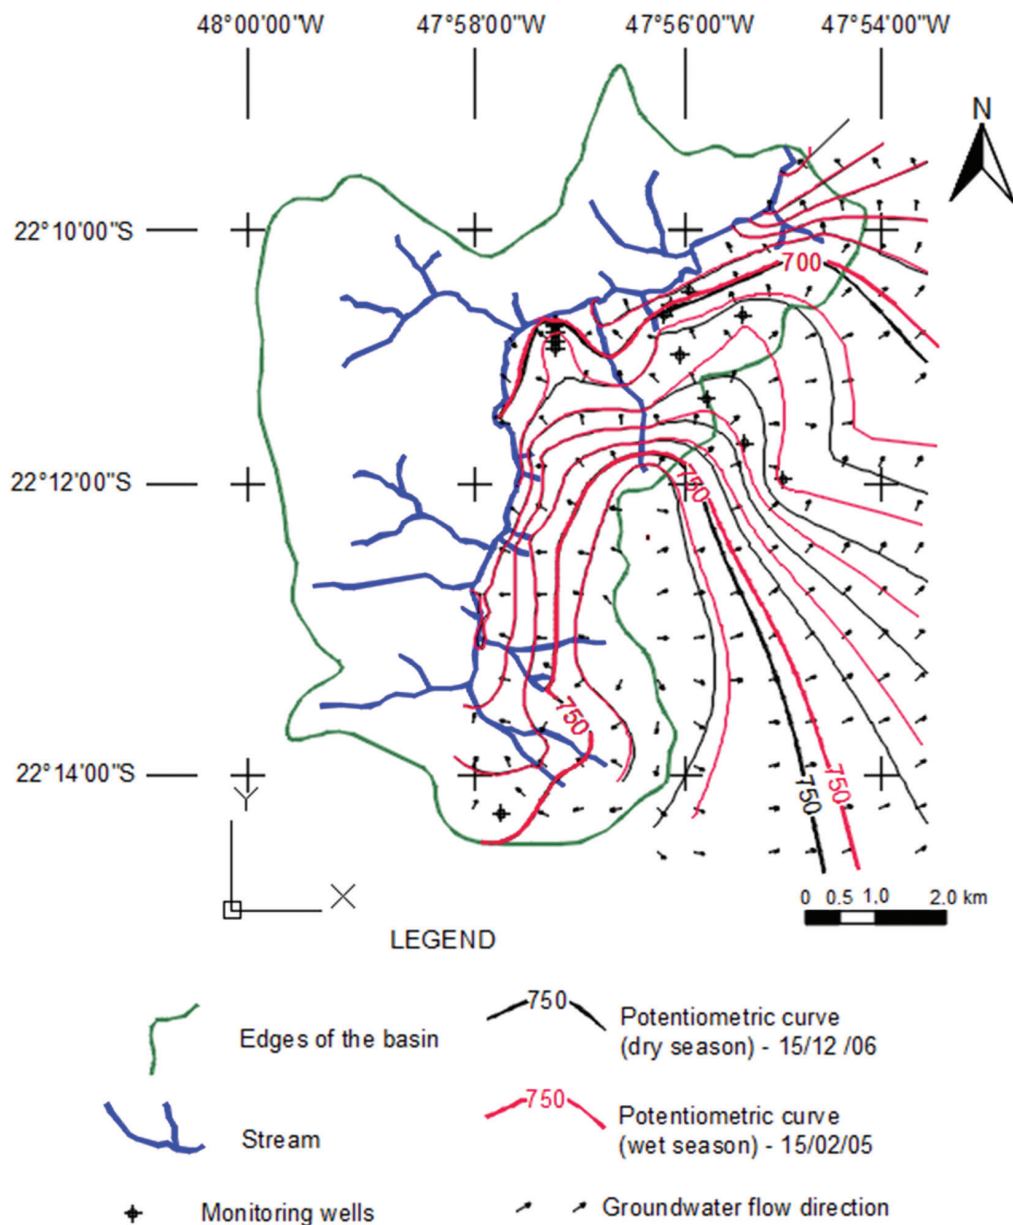 48°00'00"W 47°58'00"W 47°56'00"W 47°54'00"W
N
22°10'00"S
700
22°12'00"S
750
750
22°14'00"S
750
750
Y
X
0 0.5 1.0 2.0 km
LEGEND
750
Edges of the basin
Potentiometric curve
(dry season) - 15/12 /06
750
Stream
Potentiometric curve
(wet season) - 15/02/05
Monitoring wells
Groundwater flow direction